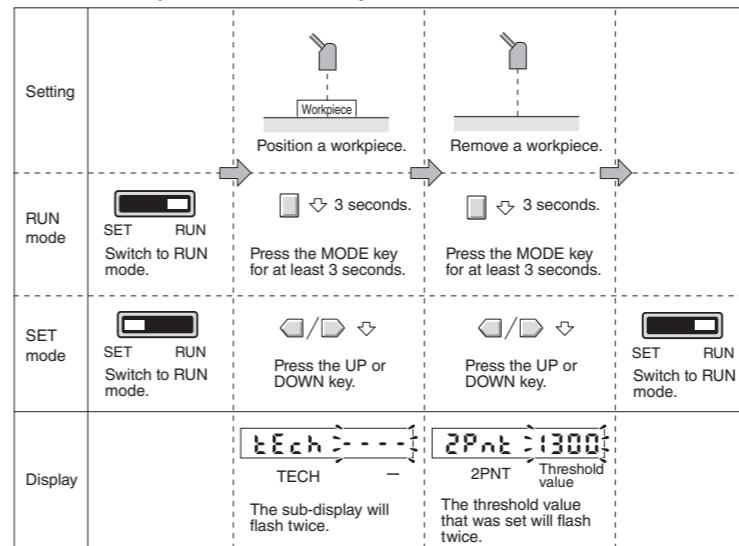 Setting
Workpiece
Position a workpiece.
Remove a workpiece.
RUN
mode
SET RUN
Switch to RUN
mode.
3 seconds.
Press the MODE key
for at least 3 seconds.
3 seconds.
Press the MODE key
for at least 3 seconds.
SET
mode
SET RUN
Switch to RUN
mode.
/
Press the UP or
DOWN key.
/
Press the UP or
DOWN key.
SET RUN
Switch to RUN
mode.
Display
tEch - - - -
TECH –
The sub-display will
flash twice.
2Pnt 1300
2PNT Threshold
value
The threshold value
that was set will flash
twice.